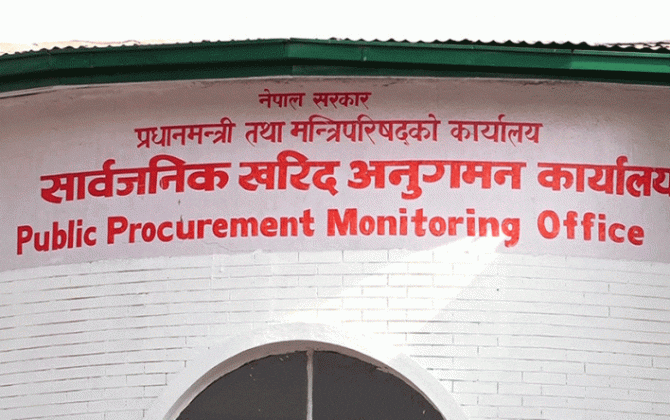 नेपाल सरकार
प्रधानमन्त्री तथा मन्त्रिपरिषद्को कार्यालय
सार्वजनिक खरिद अनुगमन कार्यालय
Public Procurement Monitoring Office